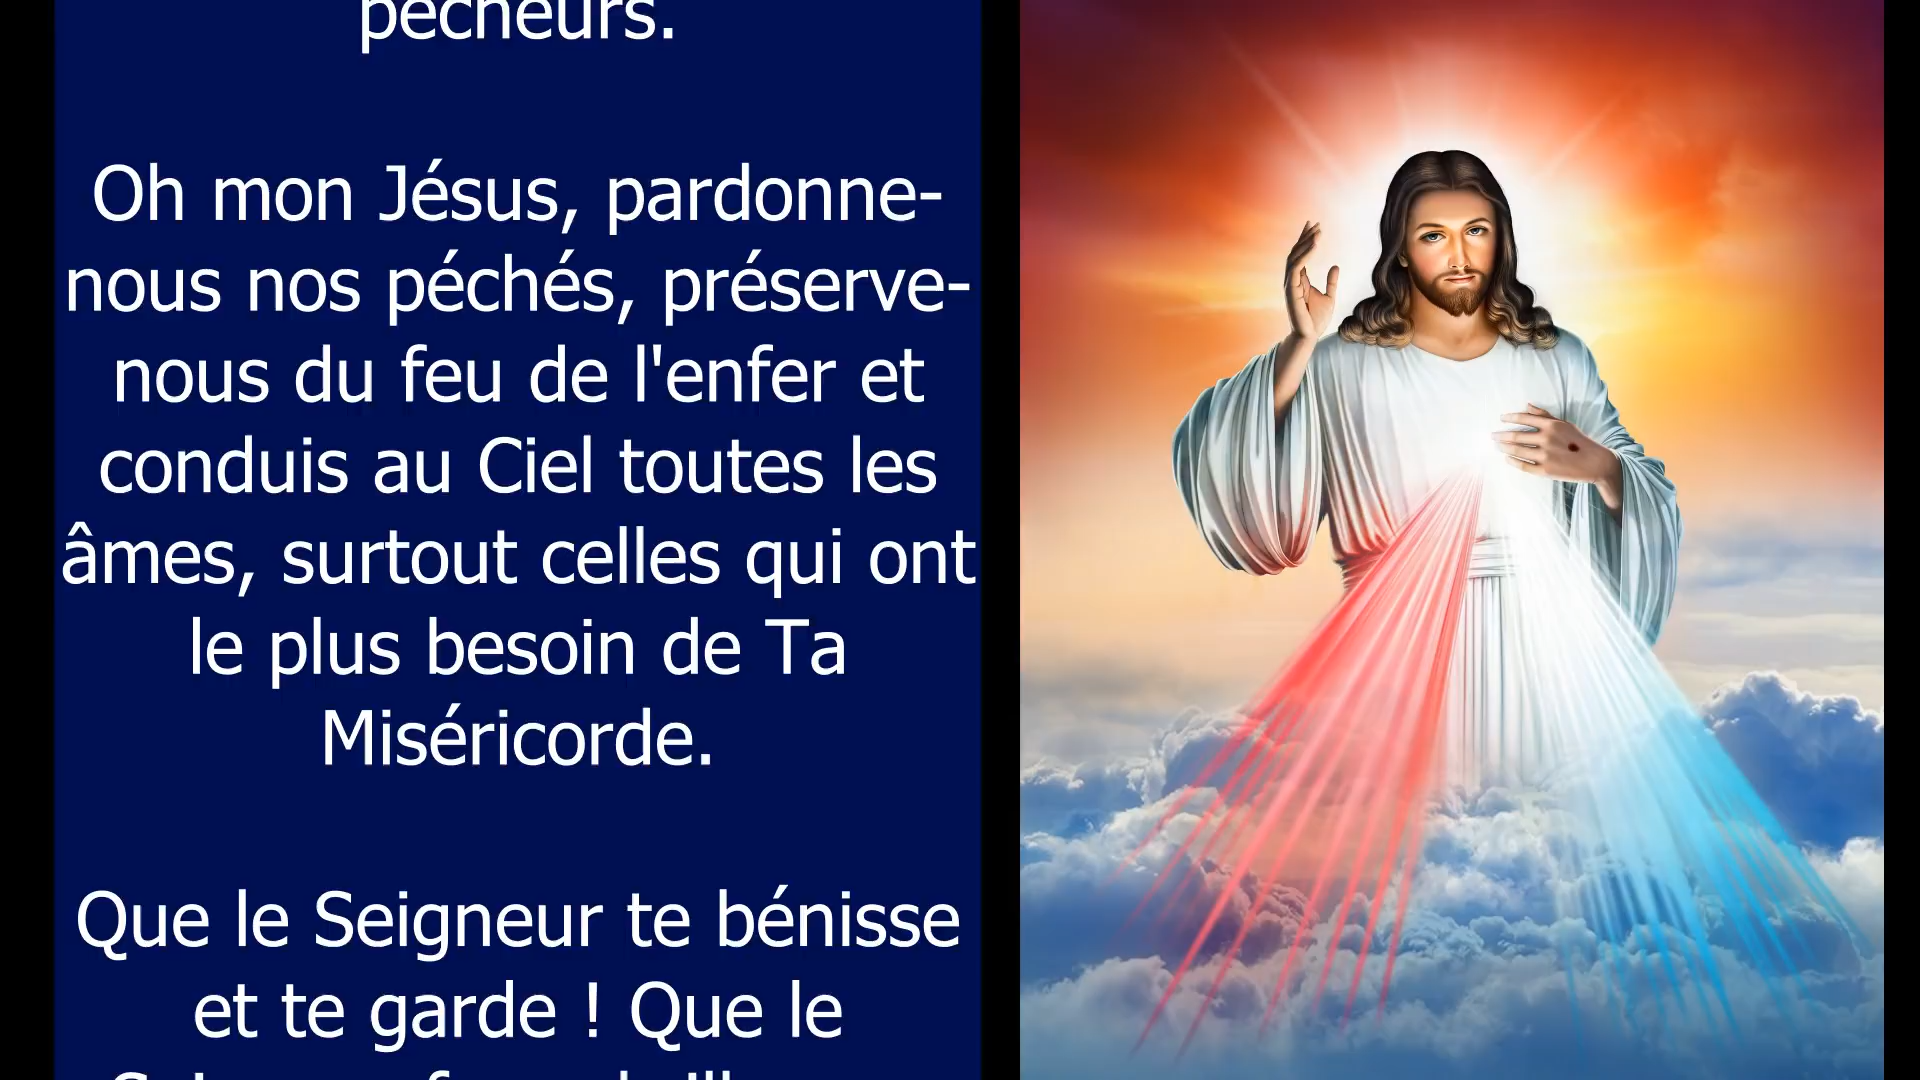 pécheurs.
Oh mon Jésus, pardonne-
nous nos péchés, préserve-
nous du feu de l'enfer et
conduis au Ciel toutes les
âmes, surtout celles qui ont
le plus besoin de Ta
Miséricorde.
Que le Seigneur te bénisse
et te garde ! Que le